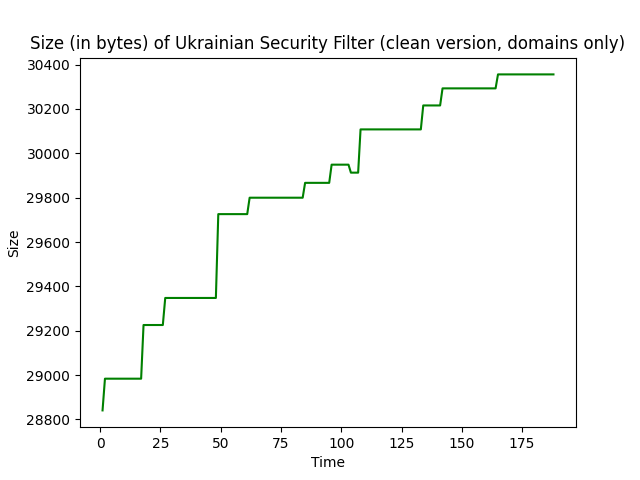 Size (in bytes) of Ukrainian Security Filter (clean version, domains only)
30400
30200
30000
29800
29600
29400
29200
29000
28800
Size
0 25 50 75 100 125 150 175
Time